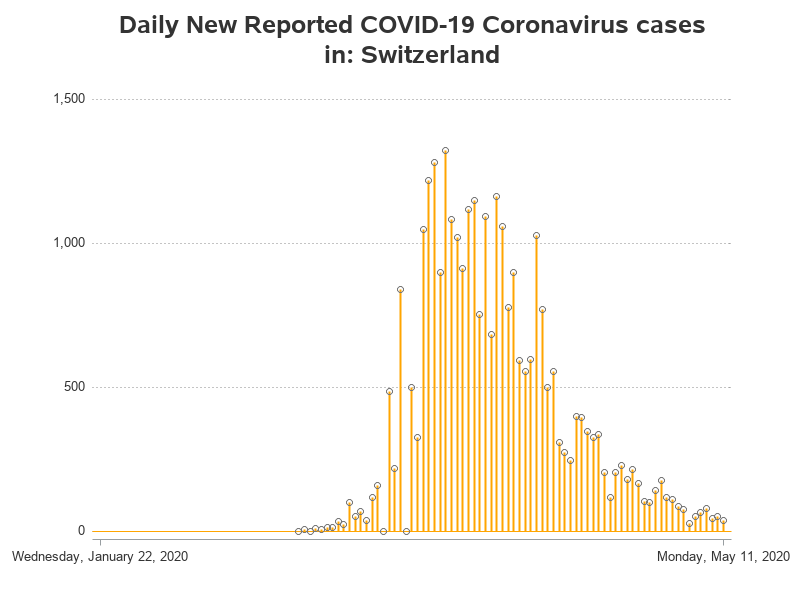 Daily New Reported COVID-19 Coronavirus cases
in: Switzerland
1,500
1,000
500
0
Wednesday, January 22, 2020
Monday, May 11, 2020